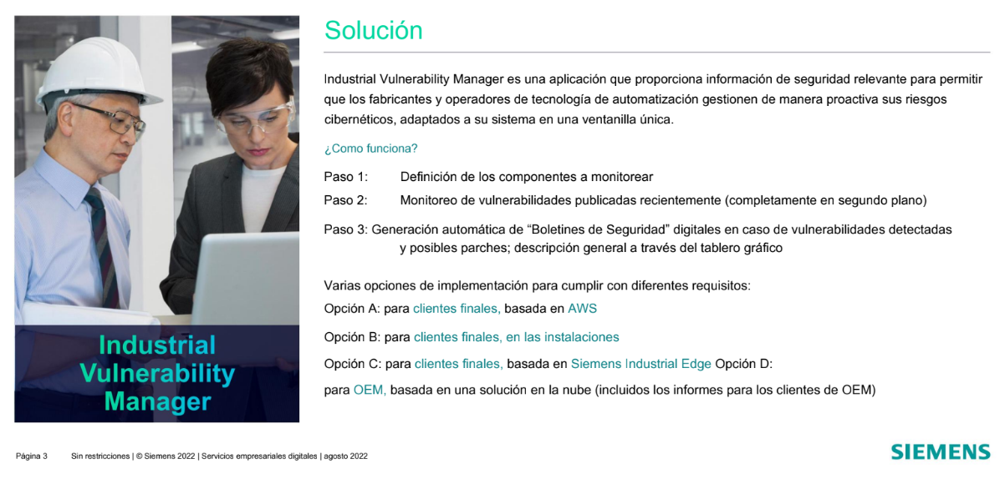 Solución
Industrial Vulnerability Manager es una aplicación que proporciona información de seguridad relevante para permitir
que los fabricantes y operadores de tecnología de automatización gestionen de manera proactiva sus riesgos
cibernéticos, adaptados a su sistema en una ventanilla única.
¿Como funciona?
Paso 1: Definición de los componentes a monitorear
Paso 2: Monitoreo de vulnerabilidades publicadas recientemente (completamente en segundo plano)
Paso 3: Generación automática de “Boletines de Seguridad” digitales en caso de vulnerabilidades detectadas
y posibles parches; descripción general a través del tablero gráfico
Varias opciones de implementación para cumplir con diferentes requisitos:
Opción A: para clientes finales, basada en AWS
Opción B: para clientes finales, en las instalaciones
Opción C: para clientes finales, basada en Siemens Industrial Edge Opción D:
para OEM, basada en una solución en la nube (incluidos los informes para los clientes de OEM)
Industrial
Vulnerability
Manager
Página 3 Sin restricciones | © Siemens 2022 | Servicios empresariales digitales | agosto 2022
SIEMENS